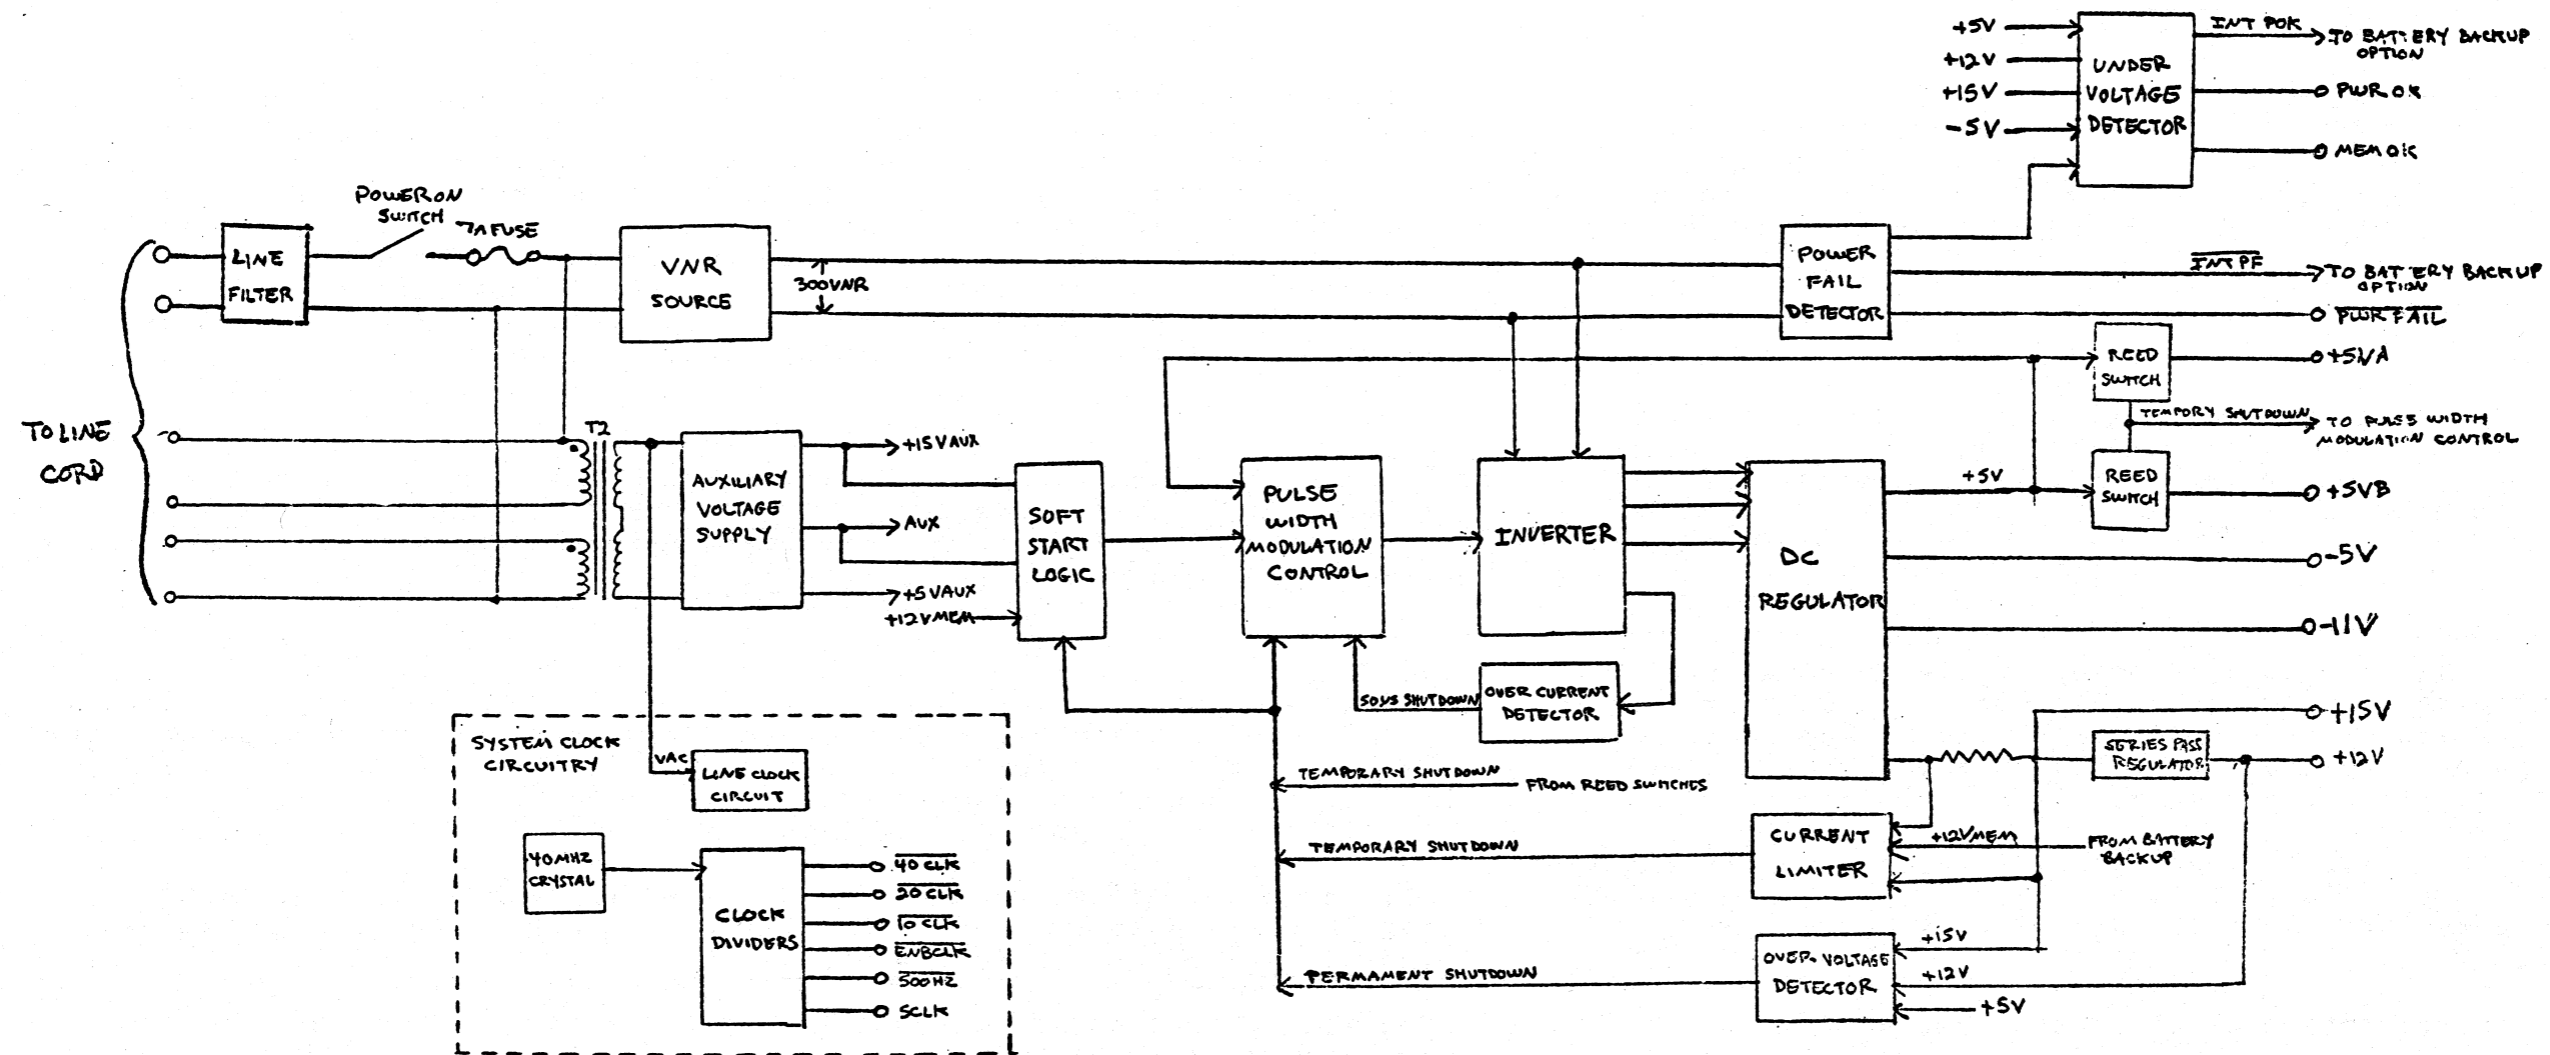 +5V
+12V
+15V
-5V
UNDER
VOLTAGE
DETECTOR
INT POK
TO BATTERY BACKUP
OPTION
PWR OK
MEM OK
POWER ON
SWITCH
7A FUSE
LINE
FILTER
VNR
SOURCE
300VNR
POWER
FAIL
DETECTOR
INT PF
TO BATTERY BACKUP
OPTION
PWR FAIL
REED
SWITCH
+5VA
TEMPORY SHUTDOWN
TO PULSE WIDTH
MODULATION CONTROL
REED
SWITCH
+5V
+5VB
TO LINE
CORD
T2
AUXILIARY
VOLTAGE
SUPPLY
+15VAUX
AUX
+5VAUX
+12VMEM
SOFT
START
LOGIC
PULSE
WIDTH
MODULATION
CONTROL
INVERTER
DC
REGULATOR
-5V
-11V
+15V
+12V
SERIES PASS
REGULATOR
OVER CURRENT
DETECTOR
SHUTDOWN
TEMPORARY SHUTDOWN
FROM REED SWITCHES
TEMPORARY SHUTDOWN
CURRENT
LIMITER
+12VMEM
FROM BATTERY
BACKUP
PERMAMENT SHUTDOWN
OVER-VOLTAGE
DETECTOR
+15V
+12V
+5V
SYSTEM CLOCK
CIRCUITRY
VAC
LINE CLOCK
CIRCUIT
40MHZ
CRYSTAL
CLOCK
DIVIDERS
40 CLK
20 CLK
10 CLK
ENBCLK
500HZ
SCLK